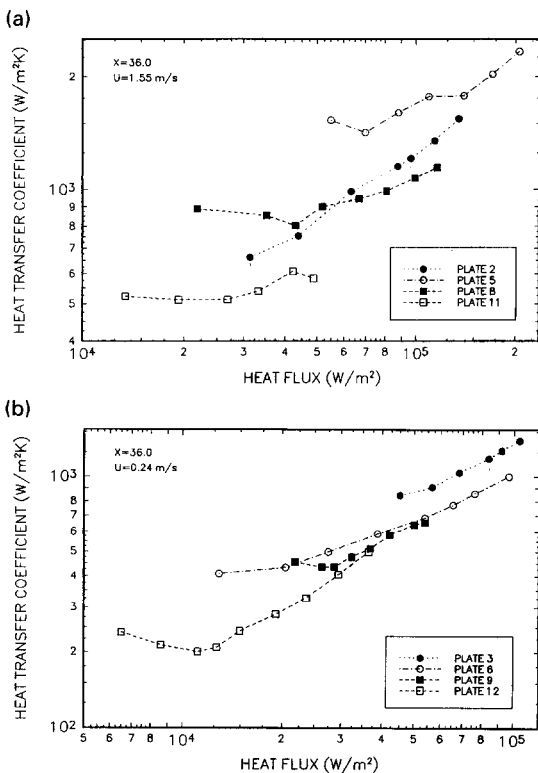 (a)
HEAT TRANSFER COEFFICIENT (W/m²K)
X=36.0
U=1.55 m/s
2
10³
9
8
7
6
5
4
PLATE 2
PLATE 5
PLATE 8
PLATE 11
10⁴ 2 3 4 5 6 7 8 10⁵ 2
HEAT FLUX (W/m²)
(b)
HEAT TRANSFER COEFFICIENT (W/m²K)
X=36.0
U=0.24 m/s
10³
8
7
6
5
4
3
2
10²
PLATE 3
PLATE 6
PLATE 9
PLATE 12
5 6 7 8 10⁴ 2 3 4 5 6 7 8 10⁵
HEAT FLUX (W/m²)